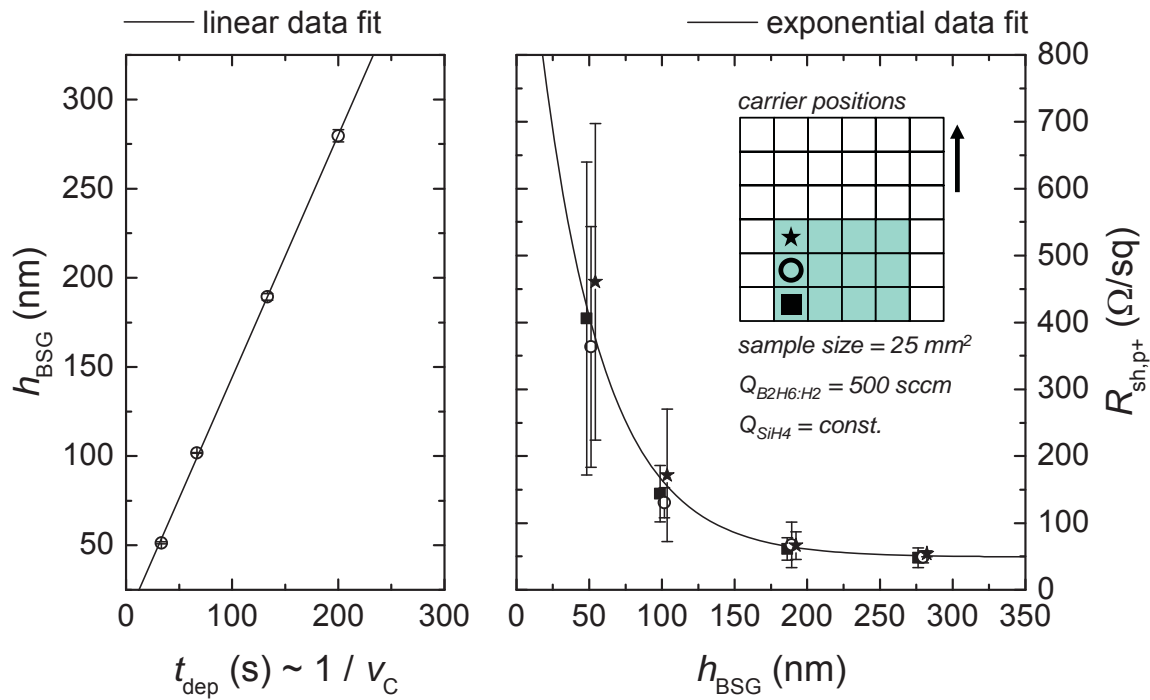 linear data fit
exponential data fit
300
250
200
150
100
50
h_BSG (nm)
0 100 200 300
t_dep (s) ~ 1 / v_C
carrier positions
sample size = 25 mm²
Q_B2H6:H2 = 500 sccm
Q_SiH4 = const.
800
700
600
500
400
300
200
100
0
R_sh,p+ (Ω/sq)
0 50 100 150 200 250 300 350
h_BSG (nm)